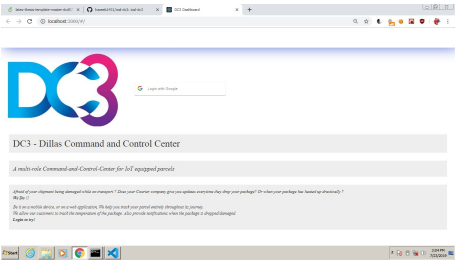 DC3 Dashboard
localhost:3000/#/
DC3
Login with Google
DC3 - Dillas Command and Control Center
A multi-role Command-and-Control-Center for IoT equipped parcels
Afraid of your shipment being damaged while on transport ? Does your Courier company give you updates everytime they drop your package? Or when your package has heated up drastically ?
We Do !!
Be it on a mobile device, or on a web application, We help you track your parcel entirely throughout its journey.
We allow our customers to track the temperature of the package, also provide notifications when the package is dropped/damaged.
Login to try!
Start
7/23/2019